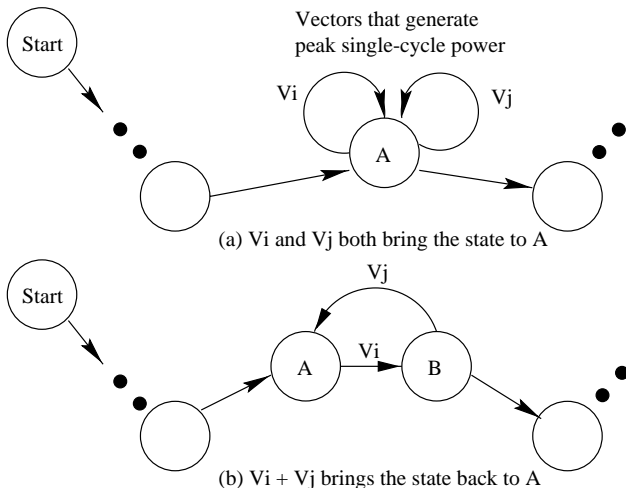 Vectors that generate
peak single-cycle power
Start
Vi
Vj
A
(a) Vi and Vj both bring the state to A
Start
Vj
A
Vi
B
(b) Vi + Vj brings the state back to A